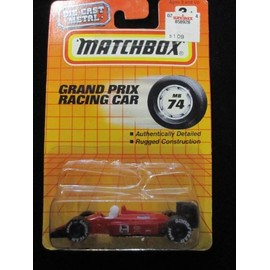 DIE-CAST
METAL
MATCHBOX
GRAND PRIX
RACING CAR
MB
74
• Authentically Detailed
• Rugged Construction